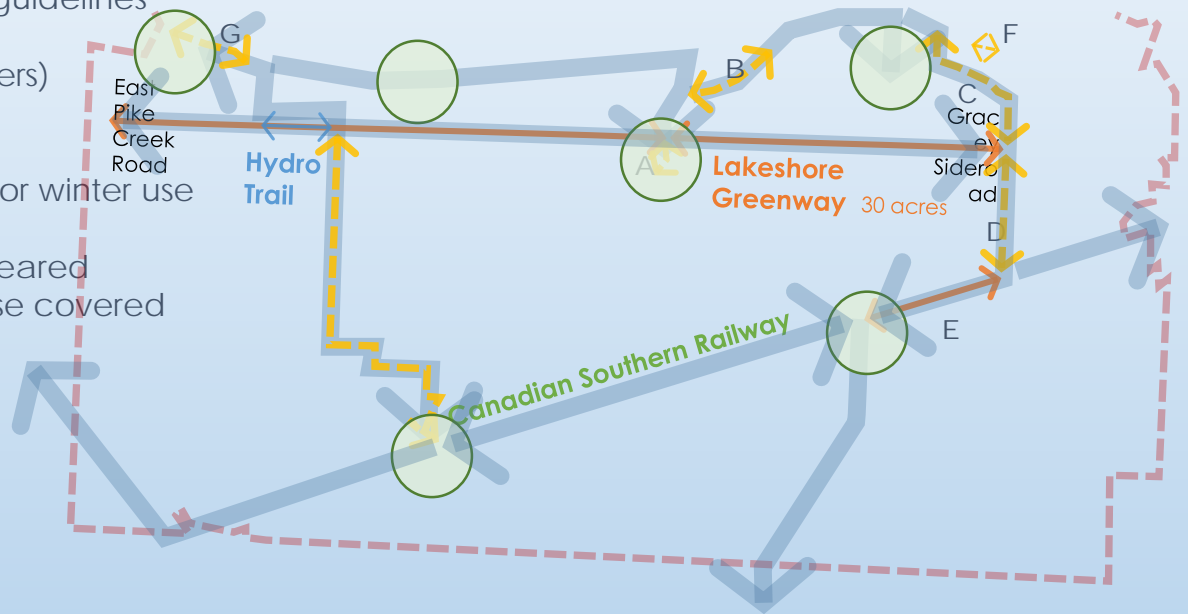 guidelines
G
F
B
ers)
East
Pike
Creek
Road
C
Grac
ey
Sidero
ad
Hydro
Trail
A
Lakeshore
Greenway 30 acres
or winter use
D
eared
se covered
E
Canadian Southern Railway